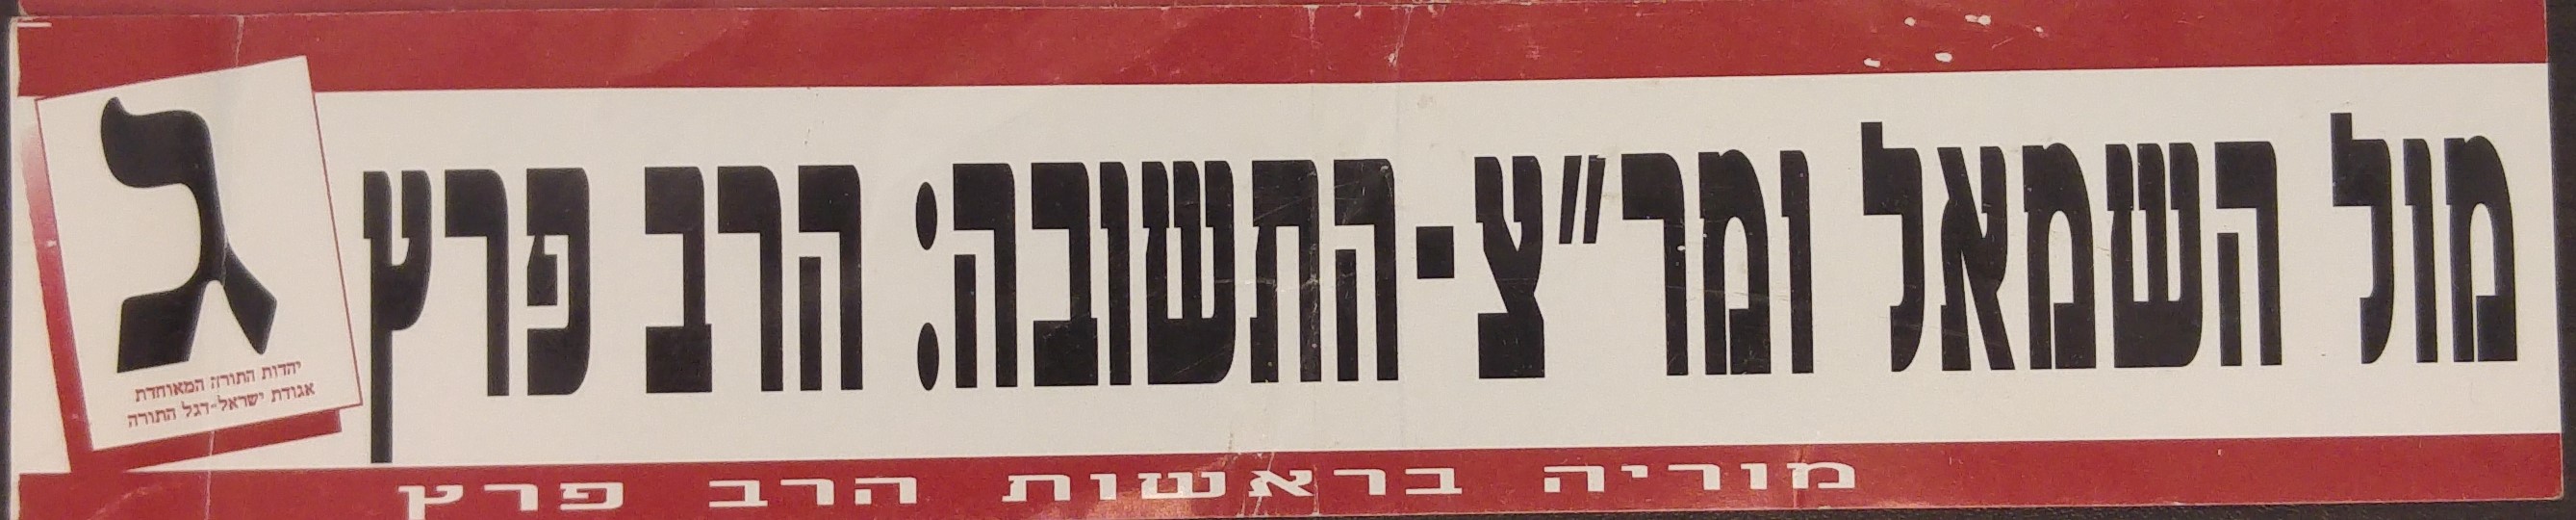 מול השמאל ומר״צ-התשובה: הרב פרץ
ג
יהדות התורה המאוחדת
אגודת ישראל-דגל התורה
מוריה בראשות הרב פרץ